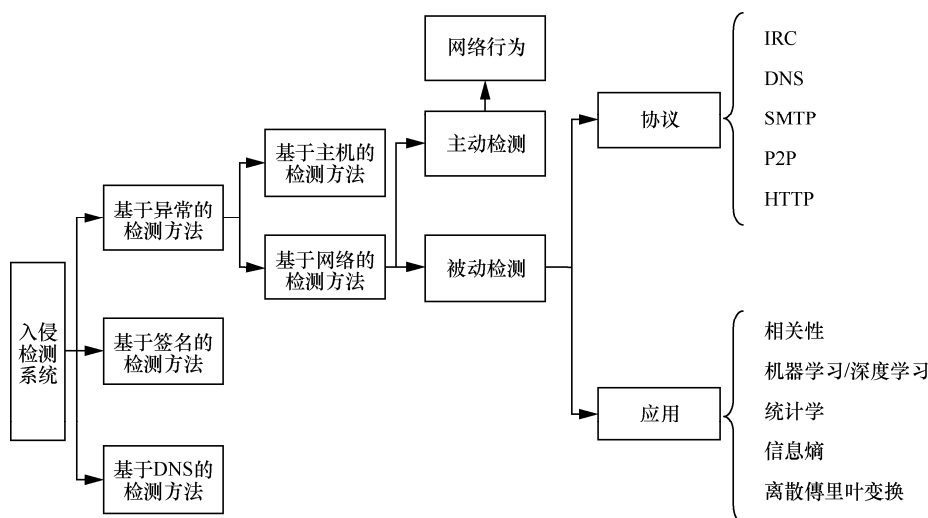 入侵
检测
系统
基于异常的
检测方法
基于签名的
检测方法
基于DNS的
检测方法
基于主机的
检测方法
基于网络的
检测方法
网络行为
主动检测
被动检测
协议
IRC
DNS
SMTP
P2P
HTTP
应用
相关性
机器学习/深度学习
统计学
信息熵
离散傅里叶变换